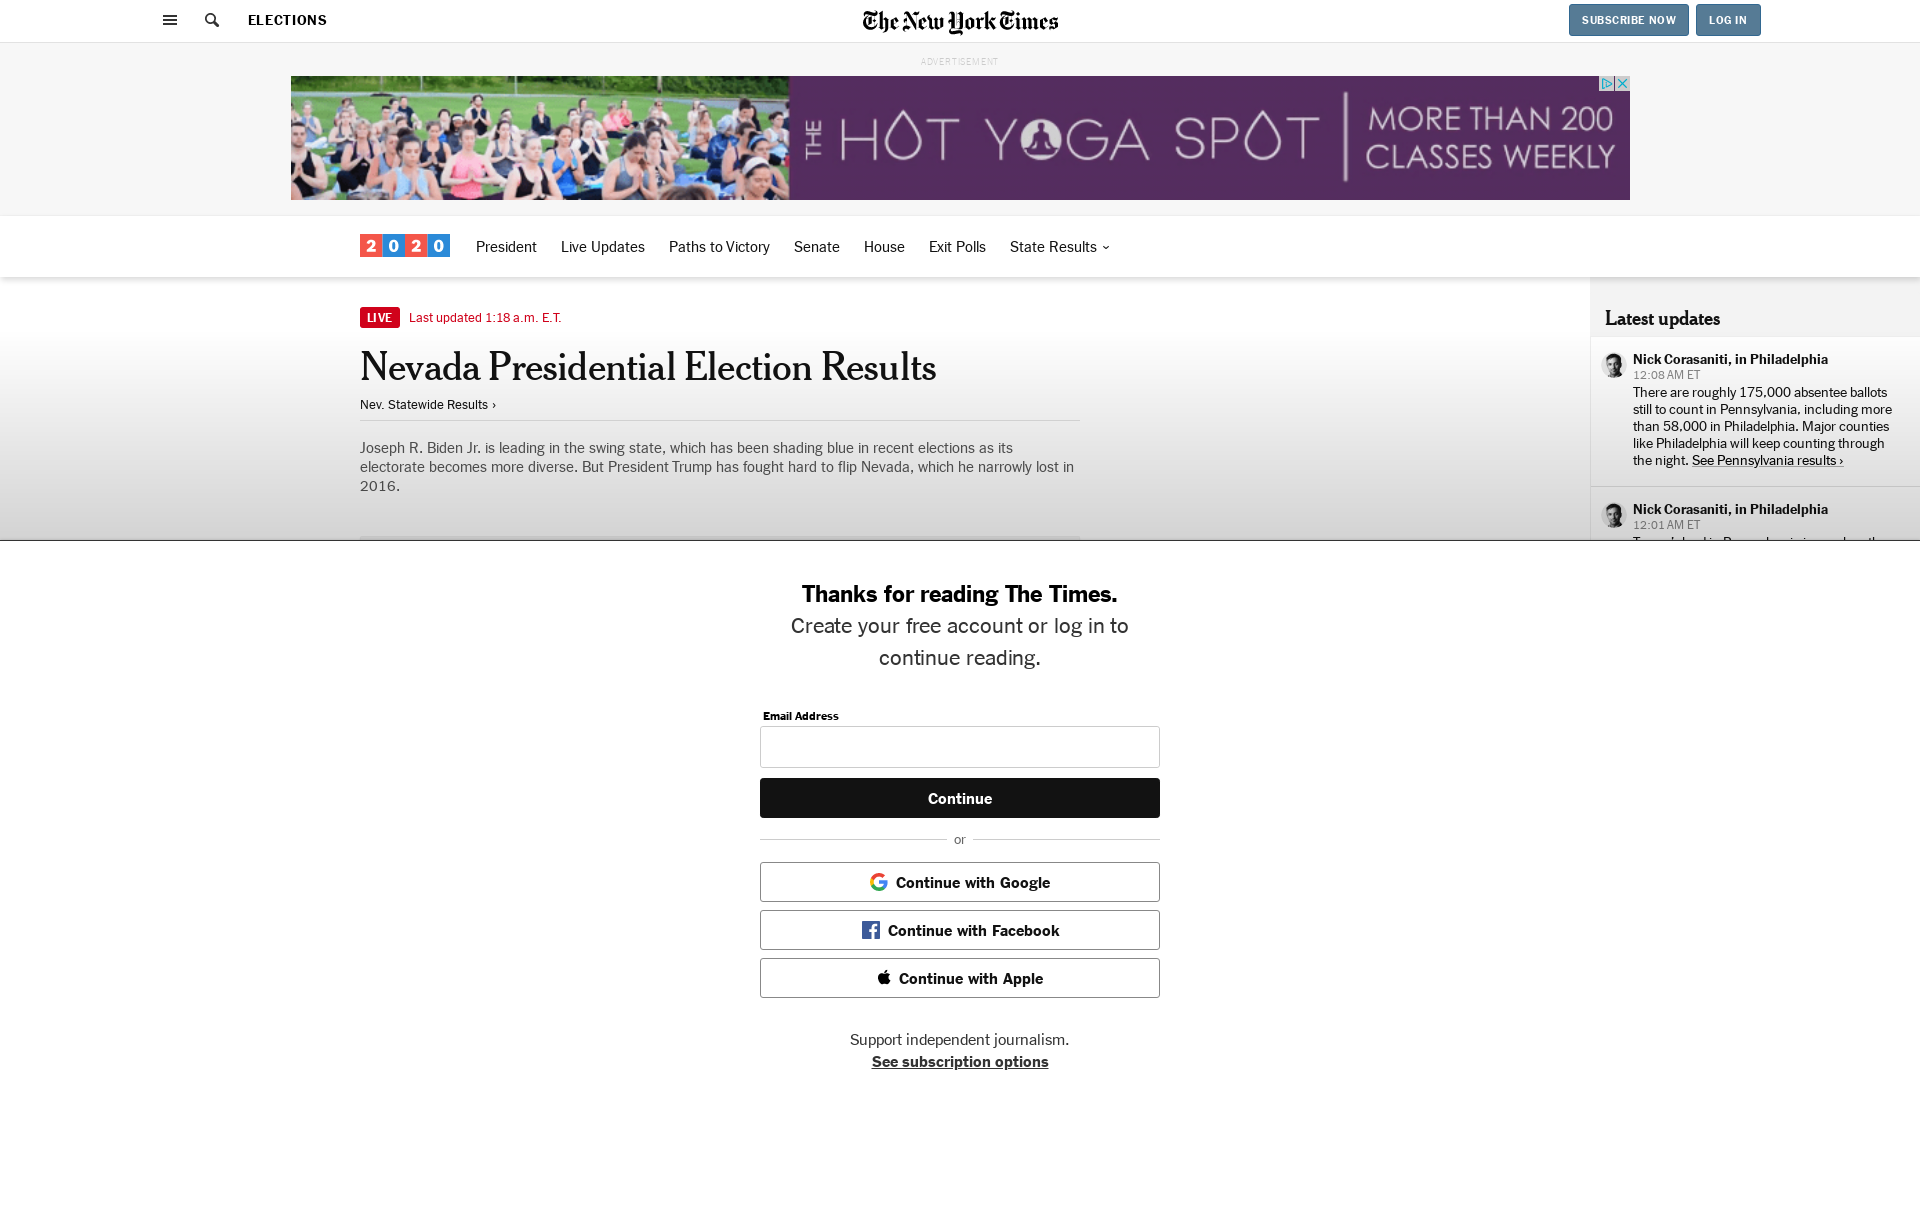 ELECTIONS
The New York Times
SUBSCRIBE NOW
LOG IN
ADVERTISEMENT
THE HOT YOGA SPOT
MORE THAN 200
CLASSES WEEKLY
2020
President
Live Updates
Paths to Victory
Senate
House
Exit Polls
State Results
LIVE
Last updated 1:18 a.m. E.T.
Nevada Presidential Election Results
Nev. Statewide Results ›
Joseph R. Biden Jr. is leading in the swing state, which has been shading blue in recent elections as its
electorate becomes more diverse. But President Trump has fought hard to flip Nevada, which he narrowly lost in
2016.
Latest updates
Nick Corasaniti, in Philadelphia
12:08 AM ET
There are roughly 175,000 absentee ballots
still to count in Pennsylvania, including more
than 58,000 in Philadelphia. Major counties
like Philadelphia will keep counting through
the night. See Pennsylvania results ›
Nick Corasaniti, in Philadelphia
12:01 AM ET
Thanks for reading The Times.
Create your free account or log in to
continue reading.
Email Address
Continue
or
Continue with Google
Continue with Facebook
Continue with Apple
Support independent journalism.
See subscription options